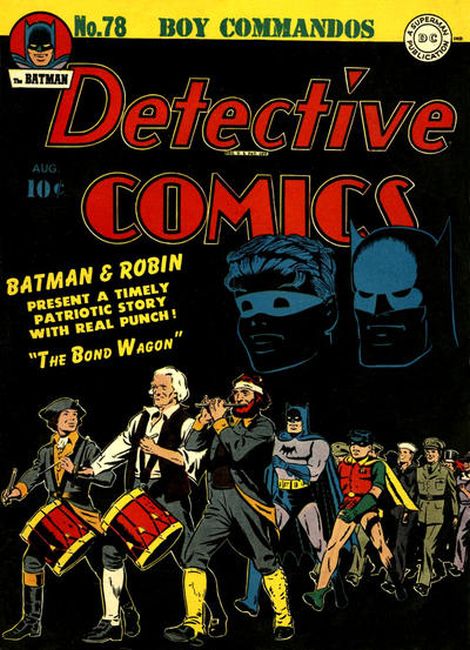 No.78 BOY COMMANDOS
A SUPERMAN DC PUBLICATION
The BATMAN
Detective
COMICS
AUG.
10¢
BATMAN & ROBIN
PRESENT A TIMELY
PATRIOTIC STORY
WITH REAL PUNCH!
"THE BOND WAGON"